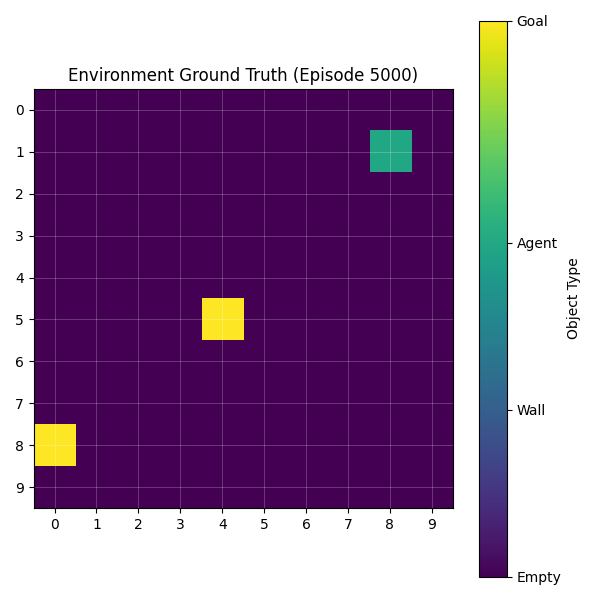 Environment Ground Truth (Episode 5000)
0
1
2
3
4
5
6
7
8
9
0 1 2 3 4 5 6 7 8 9
Goal
Agent
Wall
Empty
Object Type